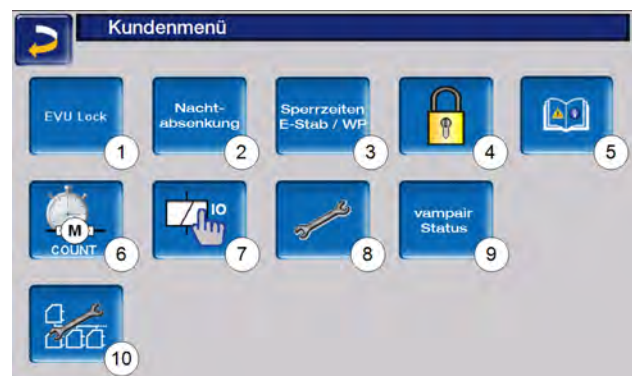 Kundenmenü
EVU Lock
1
Nacht-
absenkung
2
Sperrzeiten
E-Stab / WP
3
4
5
M
COUNT
6
IO
7
8
vampair
Status
9
10